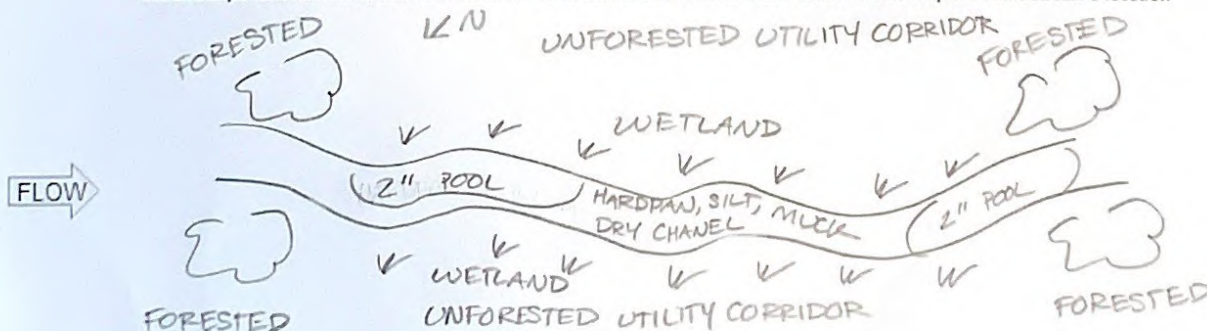 N
FORESTED
UNFORESTED UTILITY CORRIDOR
FORESTED
WETLAND
FLOW
2" POOL
HARDPAN, SILT, MUCK
DRY CHANEL
2" POOL
WETLAND
FORESTED
UNFORESTED UTILITY CORRIDOR
FORESTED